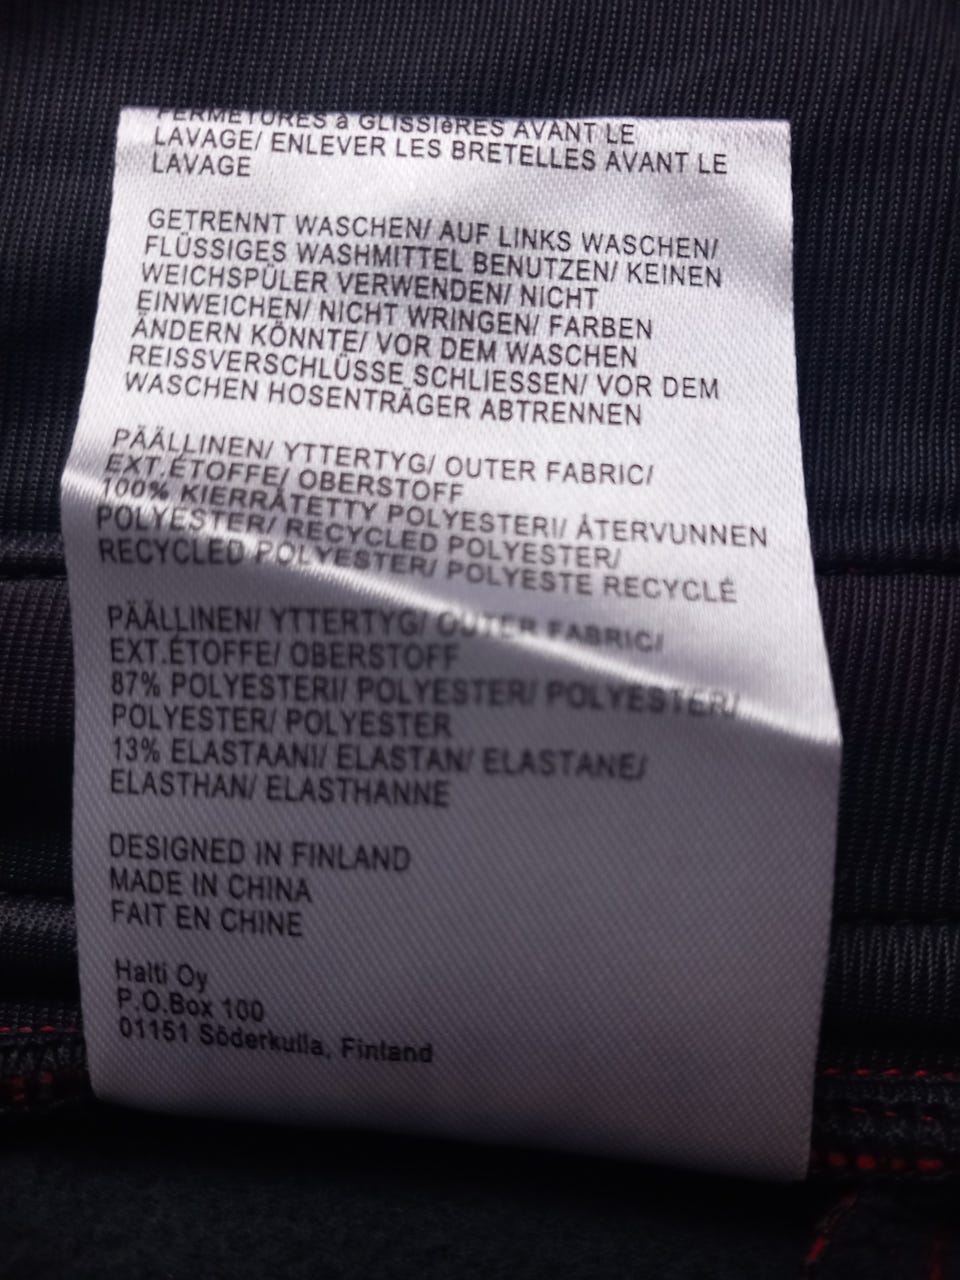 FERMETURES à GLISSIèRES AVANT LE
LAVAGE/ ENLEVER LES BRETELLES AVANT LE
LAVAGE
GETRENNT WASCHEN/ AUF LINKS WASCHEN/
FLÜSSIGES WASHMITTEL BENUTZEN/ KEINEN
WEICHSPÜLER VERWENDEN/ NICHT
EINWEICHEN/ NICHT WRINGEN/ FARBEN
ÄNDERN KÖNNTE/ VOR DEM WASCHEN
REISSVERSCHLÜSSE SCHLIESSEN/ VOR DEM
WASCHEN HOSENTRÄGER ABTRENNEN
PÄÄLLINEN/ YTTERTYG/ OUTER FABRIC/
EXT.ÉTOFFE/ OBERSTOFF
100% KIERRÄTETTY POLYESTERI/ ÅTERVUNNEN
POLYESTER/ RECYCLED POLYESTER/
RECYCLED POLYESTER/ POLYESTE RECYCLÉ
PÄÄLLINEN/ YTTERTYG/ OUTER FABRIC/
EXT.ÉTOFFE/ OBERSTOFF
87% POLYESTERI/ POLYESTER/ POLYESTER/
POLYESTER/ POLYESTER
13% ELASTAANI/ ELASTAN/ ELASTANE/
ELASTHAN/ ELASTHANNE
DESIGNED IN FINLAND
MADE IN CHINA
FAIT EN CHINE
Halti Oy
P.O.Box 100
01151 Söderkulla, Finland